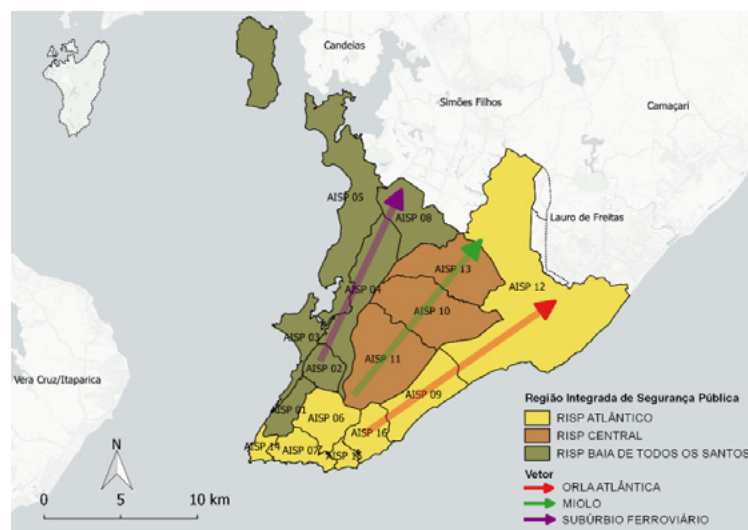 Candeias
Simões Filhos
Camaçari
AISP 05
AISP 08
Lauro de Freitas
AISP 13
AISP 12
AISP 04
AISP 10
AISP 03
AISP 11
AISP 02
Vera Cruz/Itaparica
AISP 09
AISP 01
AISP 06
AISP 16
AISP 14
AISP 07
AISP 15
Região Integrada de Segurança Pública
RISP ATLÂNTICO
RISP CENTRAL
RISP BAIA DE TODOS OS SANTOS
Vetor
ORLA ATLÂNTICA
MIOLO
SUBÚRBIO FERROVIÁRIO
N
0 5 10 km